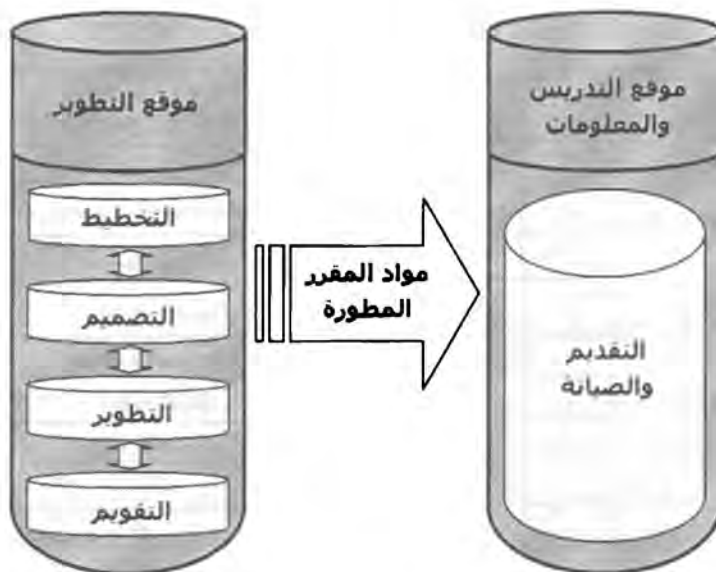 موقع التطوير
التخطيط
التصميم
التطوير
التقويم
مواد المقرر
المطورة
موقع التدريس
والمعلومات
التقديم
والصيانة